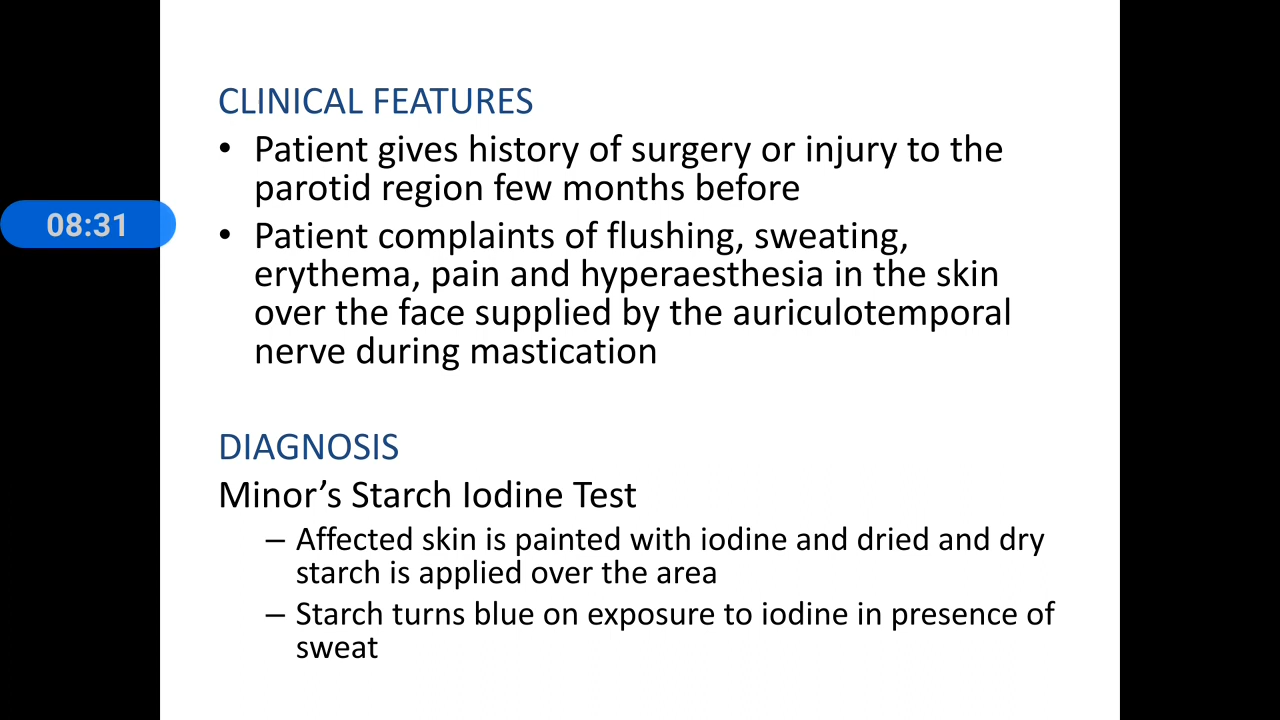 CLINICAL FEATURES
• Patient gives history of surgery or injury to the
parotid region few months before
08:31
• Patient complaints of flushing, sweating,
erythema, pain and hyperaesthesia in the skin
over the face supplied by the auriculotemporal
nerve during mastication
DIAGNOSIS
Minor’s Starch Iodine Test
– Affected skin is painted with iodine and dried and dry
starch is applied over the area
– Starch turns blue on exposure to iodine in presence of
sweat